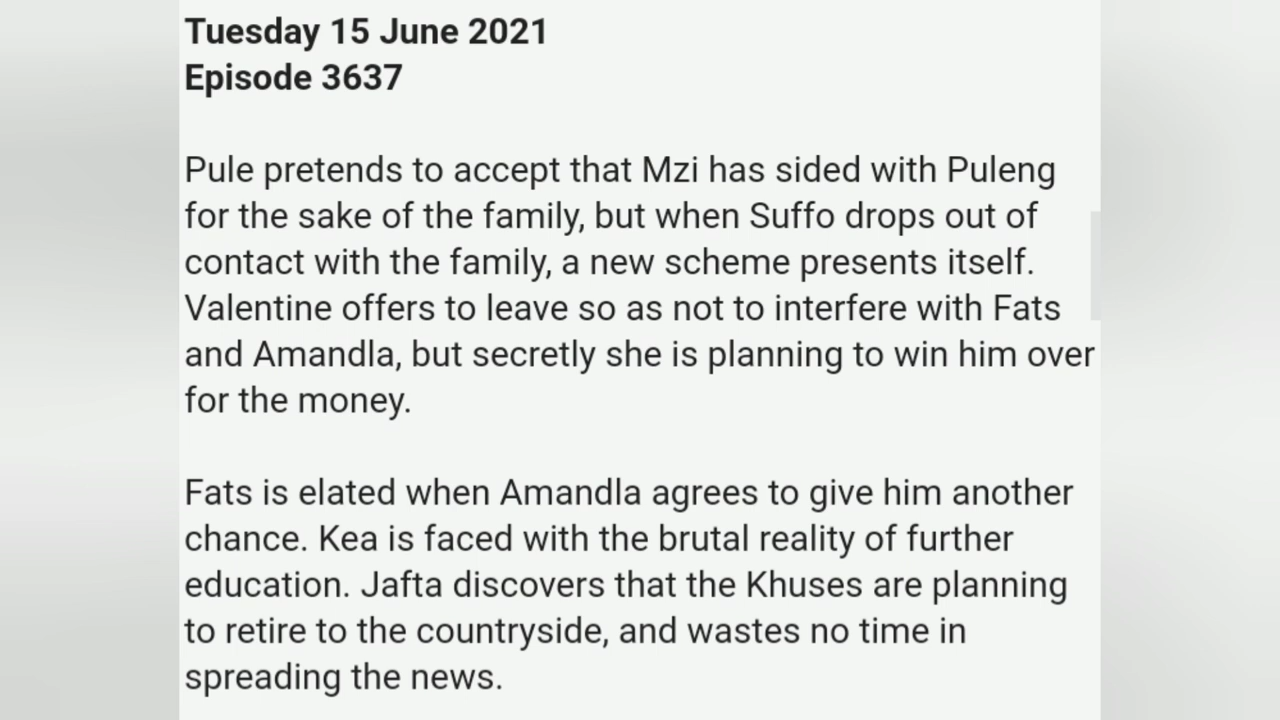 Tuesday 15 June 2021
Episode 3637
Pule pretends to accept that Mzi has sided with Puleng
for the sake of the family, but when Suffo drops out of
contact with the family, a new scheme presents itself.
Valentine offers to leave so as not to interfere with Fats
and Amandla, but secretly she is planning to win him over
for the money.
Fats is elated when Amandla agrees to give him another
chance. Kea is faced with the brutal reality of further
education. Jafta discovers that the Khuses are planning
to retire to the countryside, and wastes no time in
spreading the news.